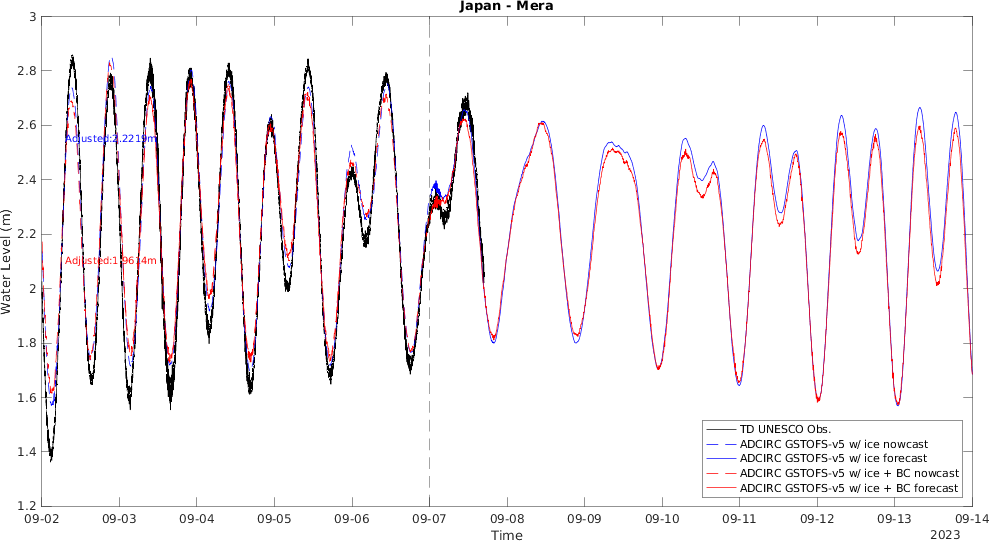 Japan - Mera
3
2.8
2.6
2.4
2.2
2
1.8
1.6
1.4
1.2
Water Level (m)
Adjusted:2.2219m
Adjusted:1.9614m
TD UNESCO Obs.
ADCIRC GSTOFS-v5 w/ ice nowcast
ADCIRC GSTOFS-v5 w/ ice forecast
ADCIRC GSTOFS-v5 w/ ice + BC nowcast
ADCIRC GSTOFS-v5 w/ ice + BC forecast
09-02 09-03 09-04 09-05 09-06 09-07 09-08 09-09 09-10 09-11 09-12 09-13 09-14
Time
2023